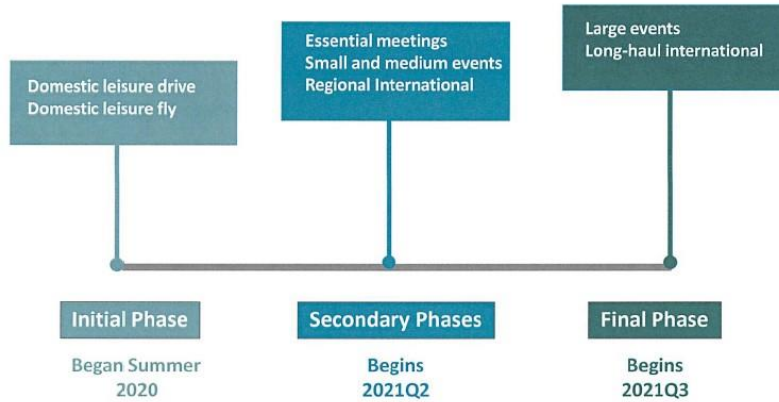 Domestic leisure drive
Domestic leisure fly
Essential meetings
Small and medium events
Regional International
Large events
Long-haul international
Initial Phase
Began Summer
2020
Secondary Phases
Begins
2021Q2
Final Phase
Begins
2021Q3